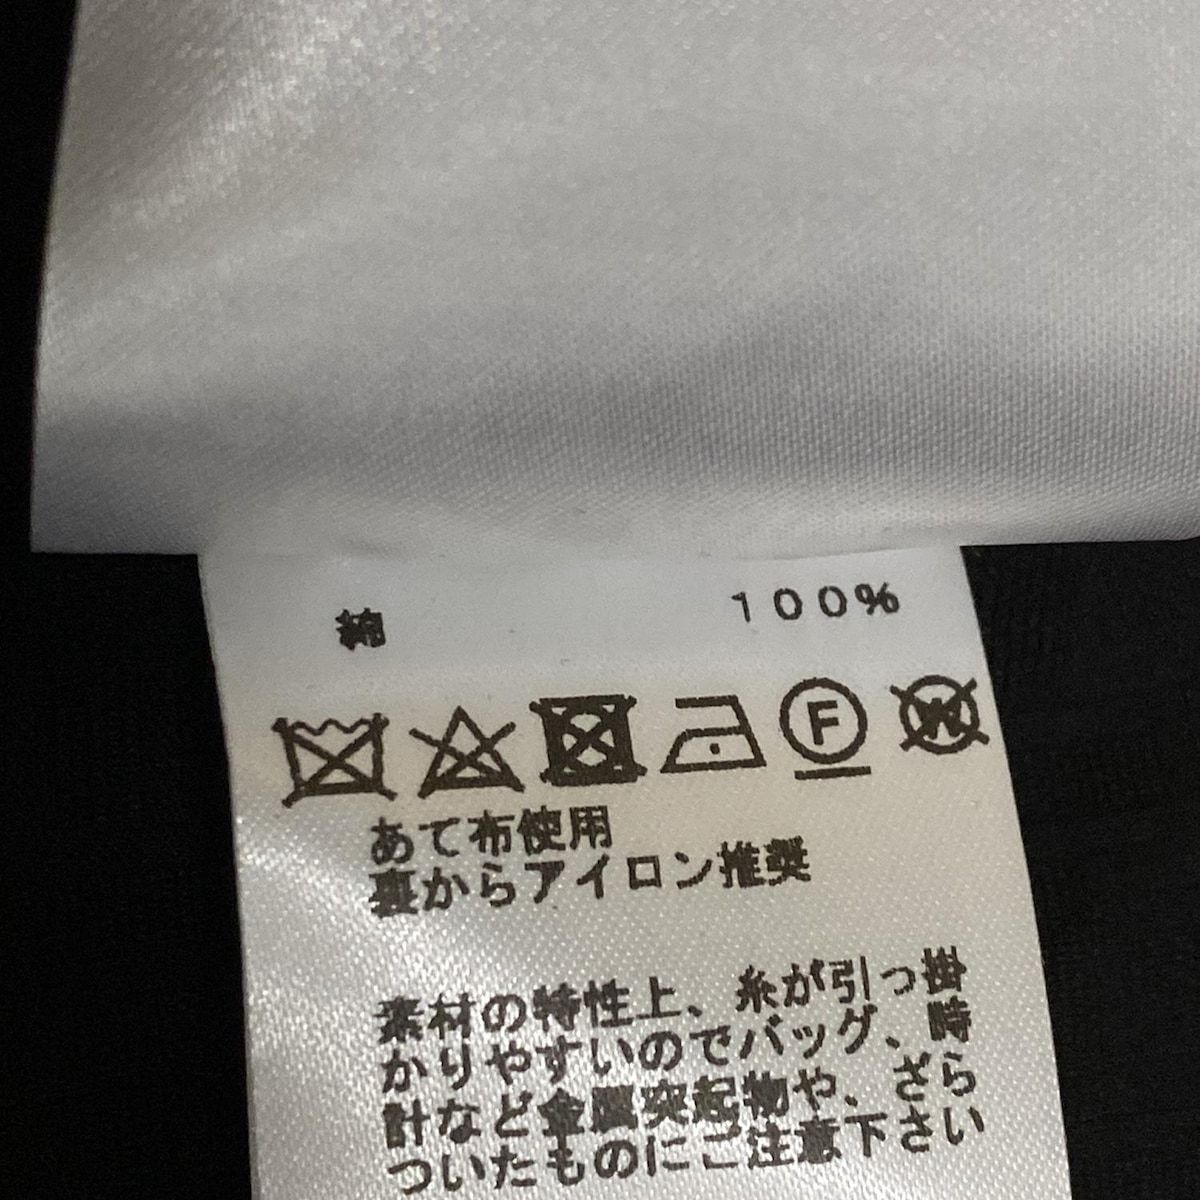 綿 100%
F W
あて布使用
裏からアイロン推奨
素材の特性上、糸が引っ掛
かりやすいのでバッグ、時
計など金属突起物や、ざら
ついたものにご注意下さい